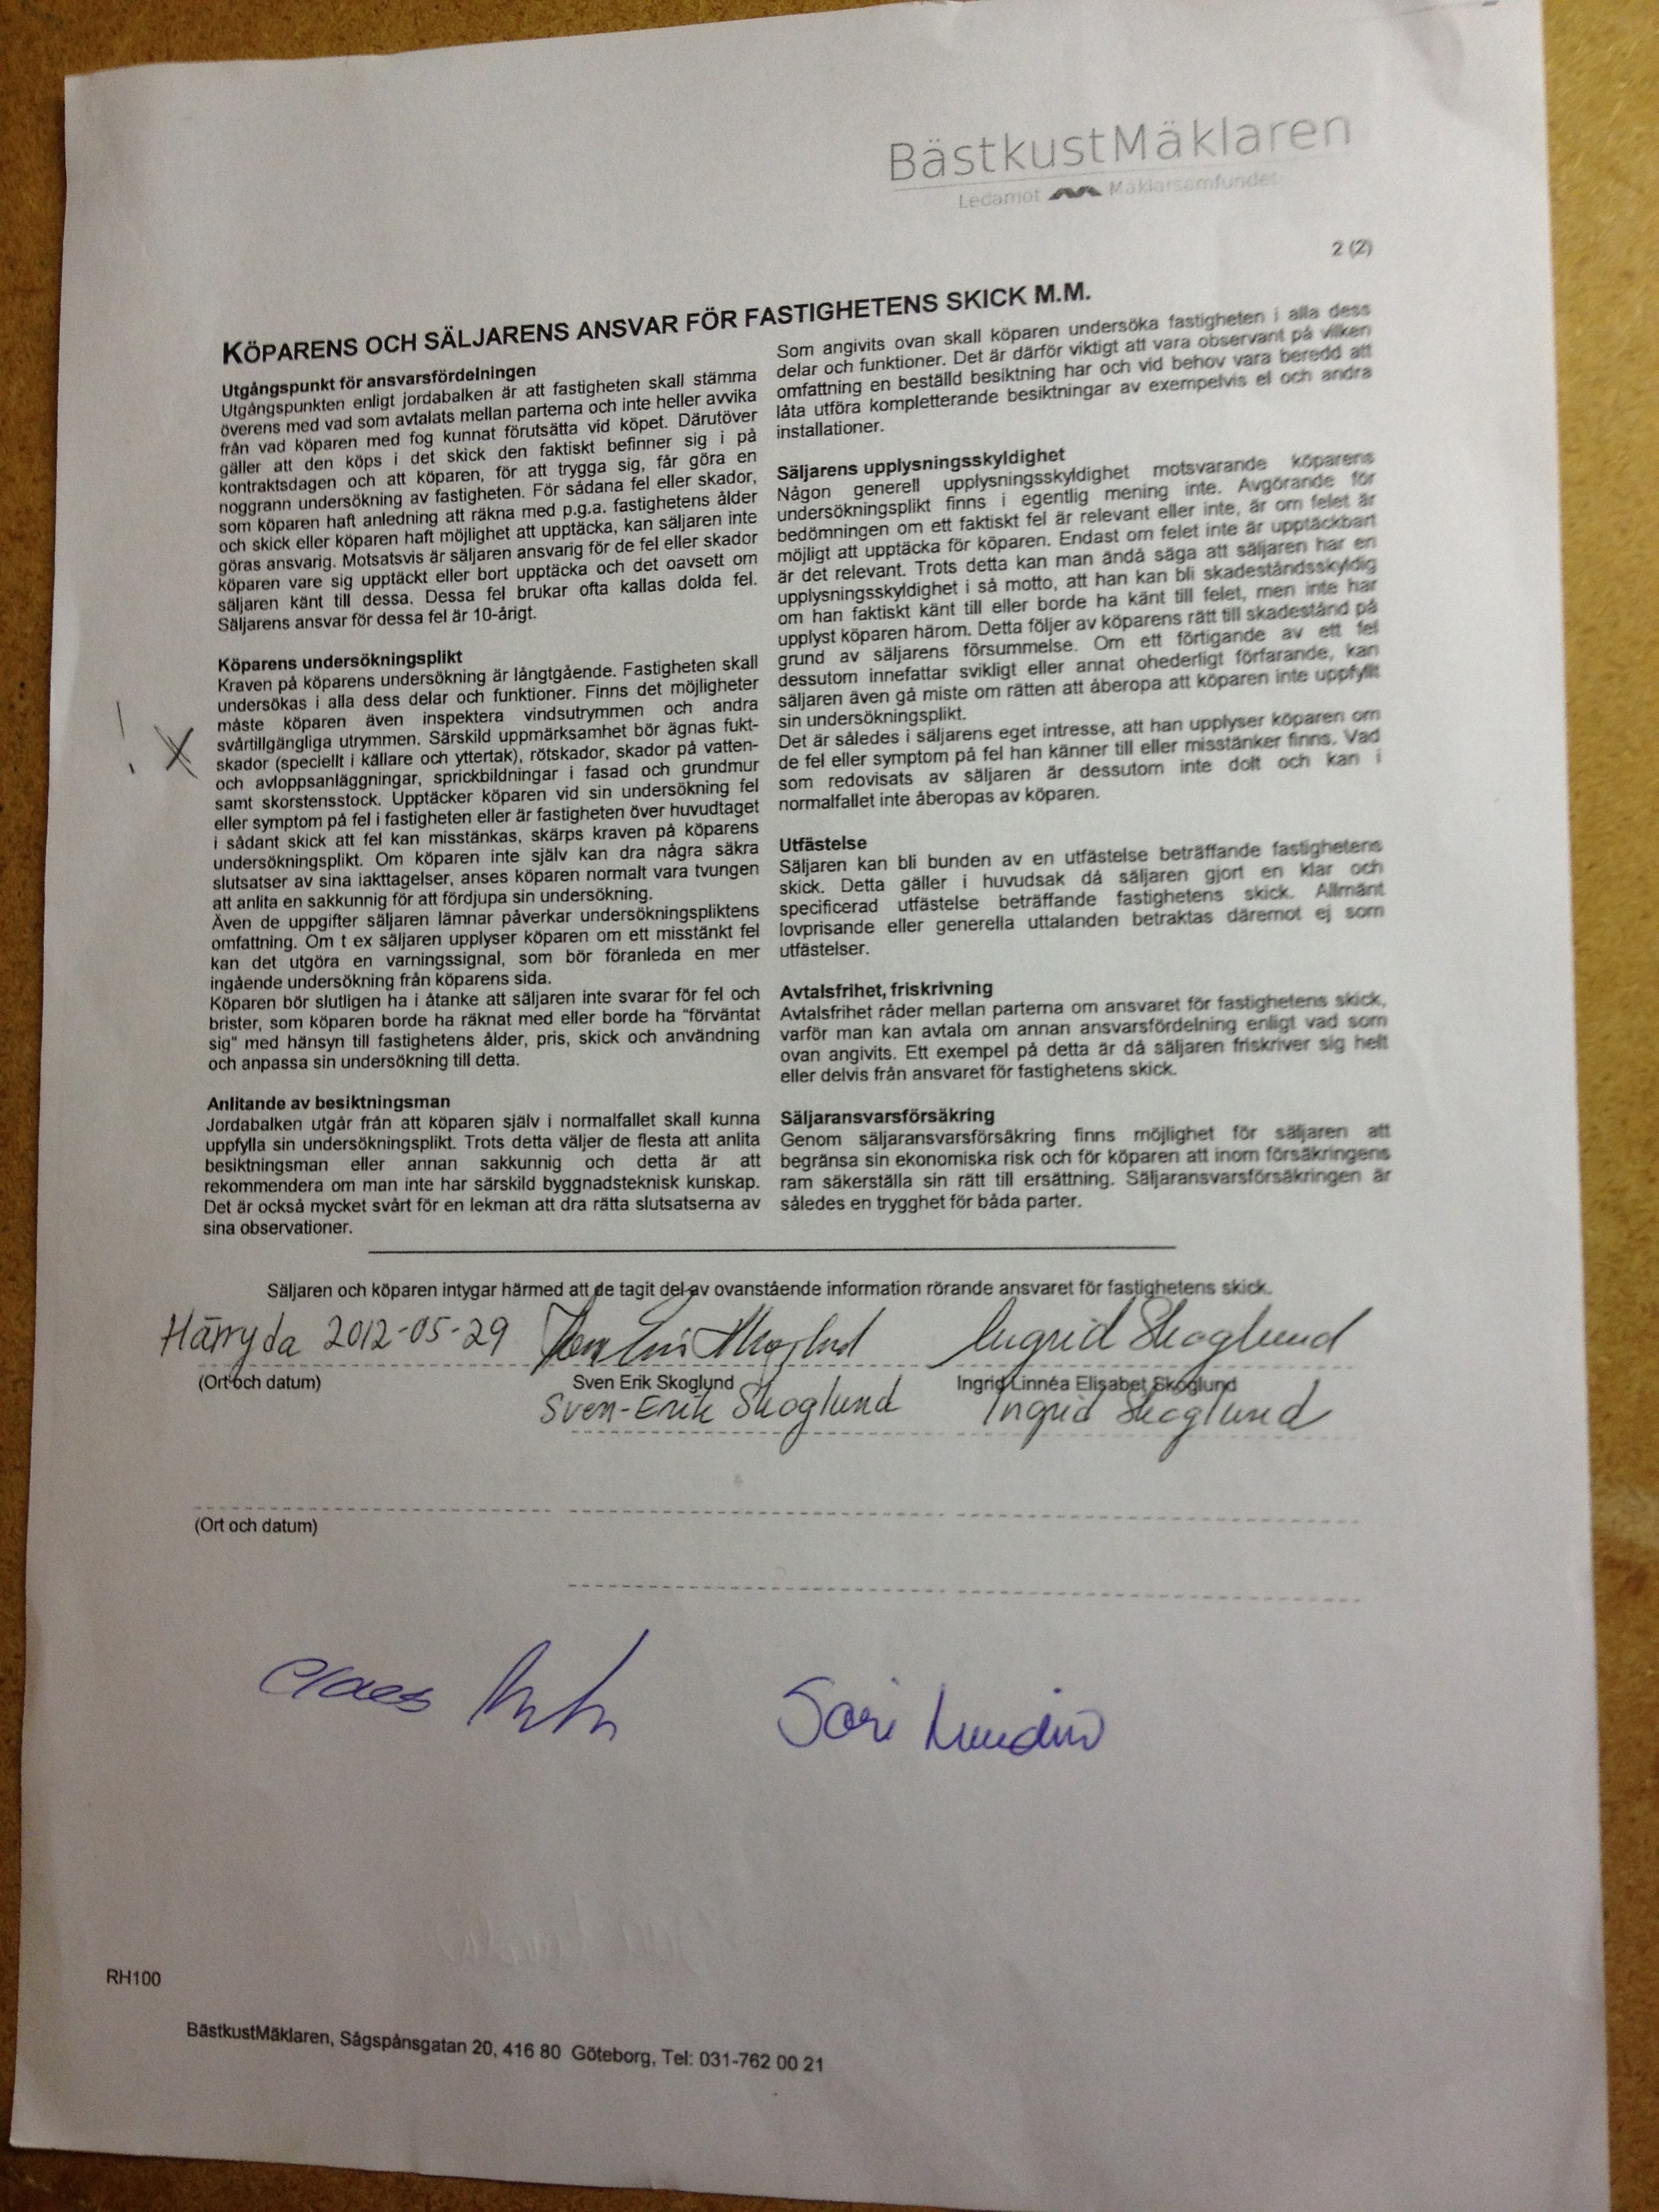 BästkustMäklaren
Ledamot Mäklarsamfundet
2 (2)
KÖPARENS OCH SÄLJARENS ANSVAR FÖR FASTIGHETENS SKICK M.M.
Utgångspunkt för ansvarsfördelningen
Utgångspunkten enligt jordabalken är att fastigheten skall stämma
överens med vad som avtalats mellan parterna och inte heller avvika
från vad köparen med fog kunnat förutsätta vid köpet. Därutöver
gäller att den köps i det skick den faktiskt befinner sig i på
kontraktsdagen och att köparen, för att trygga sig, får göra en
noggrann undersökning av fastigheten. För sådana fel eller skador,
som köparen haft anledning att räkna med p.g.a. fastighetens ålder
och skick eller köparen haft möjlighet att upptäcka, kan säljaren inte
göras ansvarig. Motsatsvis är säljaren ansvarig för de fel eller skador
köparen vare sig upptäckt eller bort upptäcka och det oavsett om
säljaren känt till dessa. Dessa fel brukar ofta kallas dolda fel.
Säljarens ansvar för dessa fel är 10-årigt.
Köparens undersökningsplikt
Kraven på köparens undersökning är långtgående. Fastigheten skall
undersökas i alla dess delar och funktioner. Finns det möjligheter
måste köparen även inspektera vindsutrymmen och andra
svårtillgängliga utrymmen. Särskild uppmärksamhet bör ägnas fukt-
! X
skador (speciellt i källare och yttertak), rötskador, skador på vatten-
och avloppsanläggningar, sprickbildningar i fasad och grundmur
samt skorstensstock. Upptäcker köparen vid sin undersökning fel
eller symptom på fel i fastigheten eller är fastigheten över huvudtaget
i sådant skick att fel kan misstänkas, skärps kraven på köparens
undersökningsplikt. Om köparen inte själv kan dra några säkra
slutsatser av sina iakttagelser, anses köparen normalt vara tvungen
att anlita en sakkunnig för att fördjupa sin undersökning.
Även de uppgifter säljaren lämnar påverkar undersökningspliktens
omfattning. Om t ex säljaren upplyser köparen om ett misstänkt fel
kan det utgöra en varningssignal, som bör föranleda en mer
ingående undersökning från köparens sida.
Köparen bör slutligen ha i åtanke att säljaren inte svarar för fel och
brister, som köparen borde ha räknat med eller borde ha "förväntat
sig" med hänsyn till fastighetens ålder, pris, skick och användning
och anpassa sin undersökning till detta.
Anlitande av besiktningsman
Jordabalken utgår från att köparen själv i normalfallet skall kunna
uppfylla sin undersökningsplikt. Trots detta väljer de flesta att anlita
besiktningsman eller annan sakkunnig och detta är att
rekommendera om man inte har särskild byggnadsteknisk kunskap.
Det är också mycket svårt för en lekman att dra rätta slutsatserna av
sina observationer.
Som angivits ovan skall köparen undersöka fastigheten i alla dess
delar och funktioner. Det är därför viktigt att vara observant på vilken
omfattning en beställd besiktning har och vid behov vara beredd att
låta utföra kompletterande besiktningar av exempelvis el och andra
installationer.
Säljarens upplysningsskyldighet
Någon generell upplysningsskyldighet motsvarande köparens
undersökningsplikt finns i egentlig mening inte. Avgörande för
bedömningen om ett faktiskt fel är relevant eller inte, är om felet är
möjligt att upptäcka för köparen. Endast om felet inte är upptäckbart
är det relevant. Trots detta kan man ändå säga att säljaren har en
upplysningsskyldighet i så motto, att han kan bli skadeståndsskyldig
om han faktiskt känt till eller borde ha känt till felet, men inte har
upplyst köparen härom. Detta följer av köparens rätt till skadestånd på
grund av säljarens försummelse. Om ett förtigande av ett fel
dessutom innefattar svikligt eller annat ohederligt förfarande, kan
säljaren även gå miste om rätten att åberopa att köparen inte uppfyllt
sin undersökningsplikt.
Det är således i säljarens eget intresse, att han upplyser köparen om
de fel eller symptom på fel han känner till eller misstänker finns. Vad
som redovisats av säljaren är dessutom inte dolt och kan i
normalfallet inte åberopas av köparen.
Utfästelse
Säljaren kan bli bunden av en utfästelse beträffande fastighetens
skick. Detta gäller i huvudsak då säljaren gjort en klar och
specificerad utfästelse beträffande fastighetens skick. Allmänt
lovprisande eller generella uttalanden betraktas däremot ej som
utfästelser.
Avtalsfrihet, friskrivning
Avtalsfrihet råder mellan parterna om ansvaret för fastighetens skick,
varför man kan avtala om annan ansvarsfördelning enligt vad som
ovan angivits. Ett exempel på detta är då säljaren friskriver sig helt
eller delvis från ansvaret för fastighetens skick.
Säljaransvarsförsäkring
Genom säljaransvarsförsäkring finns möjlighet för säljaren att
begränsa sin ekonomiska risk och för köparen att inom försäkringens
ram säkerställa sin rätt till ersättning. Säljaransvarsförsäkringen är
således en trygghet för båda parter.
Säljaren och köparen intygar härmed att de tagit del av ovanstående information rörande ansvaret för fastighetens skick.
Härryda 2012-05-29 Skoglund Ingrid Skoglund
(Ort och datum) Sven Erik Skoglund Ingrid Linnéa Elisabet Skoglund
Sven-Erik Skoglund Ingrid Skoglund
(Ort och datum)
Claes Sari Lundin
RH100
BästkustMäklaren, Sågspånsgatan 20, 416 80 Göteborg, Tel: 031-762 00 21